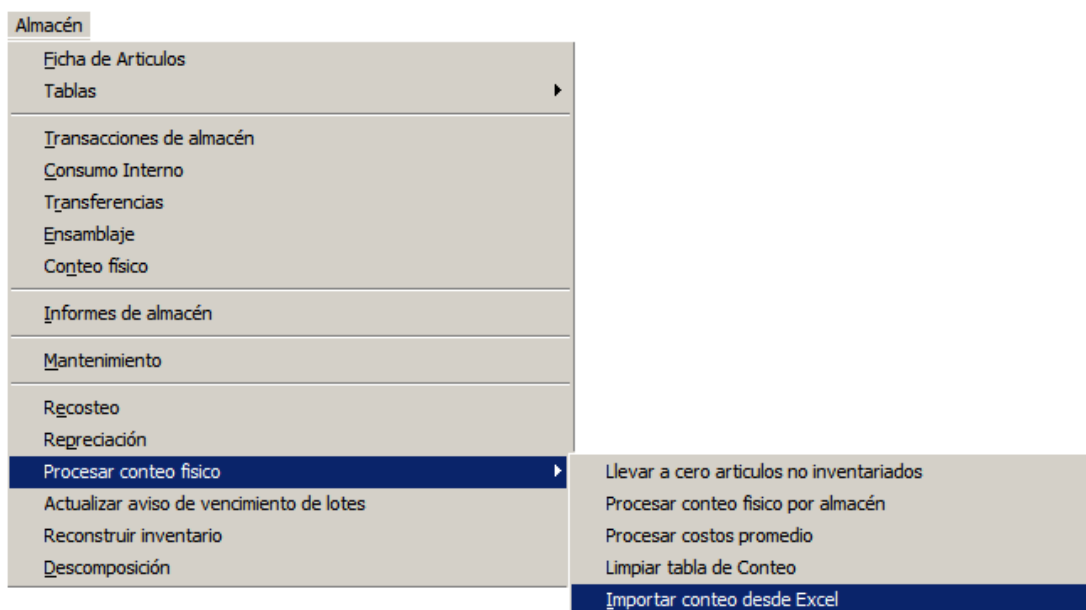 Almacén
Ficha de Articulos
Tablas
Transacciones de almacén
Consumo Interno
Transferencias
Ensamblaje
Conteo físico
Informes de almacén
Mantenimiento
Recosteo
Repreciación
Procesar conteo fisico
Llevar a cero articulos no inventariados
Actualizar aviso de vencimiento de lotes
Procesar conteo fisico por almacén
Reconstruir inventario
Procesar costos promedio
Descomposición
Limpiar tabla de Conteo
Importar conteo desde Excel